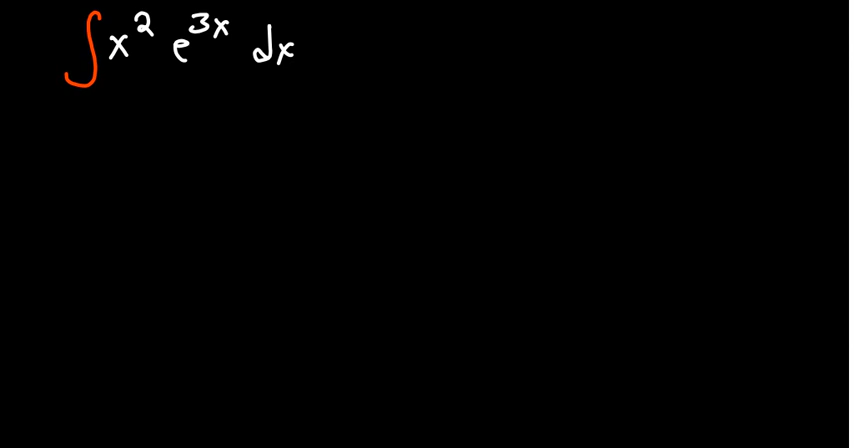 ∫ x² e³ˣ dx